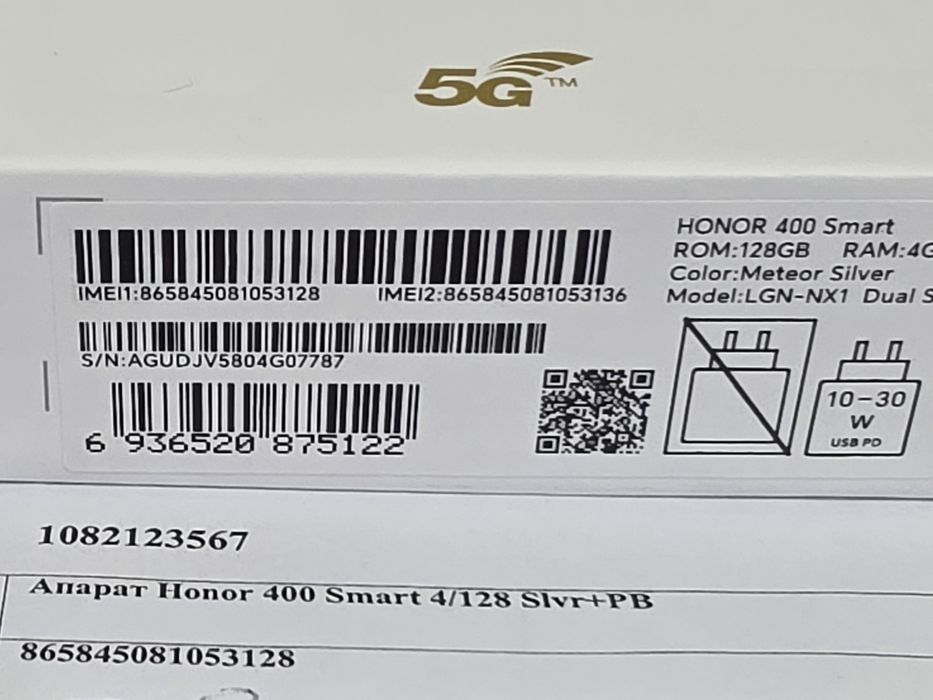 5G™
IMEI1:865845081053128 IMEI2:865845081053136
S/N:AGUDJV5804G07787
6 936520 875122
HONOR 400 Smart
ROM:128GB RAM:4G
Color:Meteor Silver
Model:LGN-NX1 Dual S
10-30
W
USB PD
1082123567
Апарат Honor 400 Smart 4/128 Slvr+PB
865845081053128